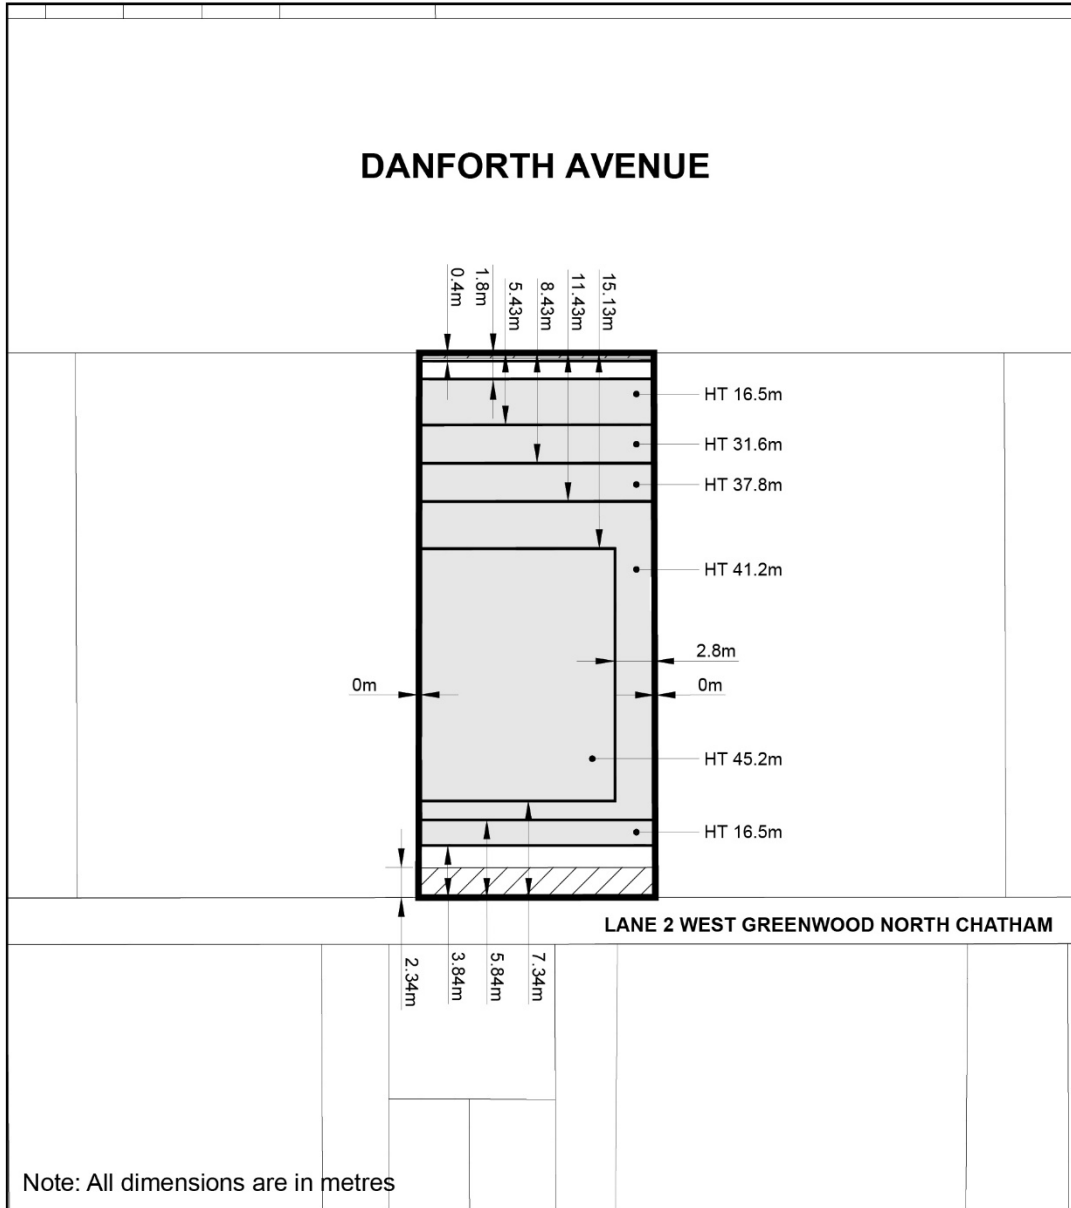 DANFORTH AVENUE
0.4m
1.8m
5.43m
8.43m
11.43m
15.13m
HT 16.5m
HT 31.6m
HT 37.8m
HT 41.2m
2.8m
0m
0m
HT 45.2m
HT 16.5m
LANE 2 WEST GREENWOOD NORTH CHATHAM
2.34m
3.84m
5.84m
7.34m
Note: All dimensions are in metres